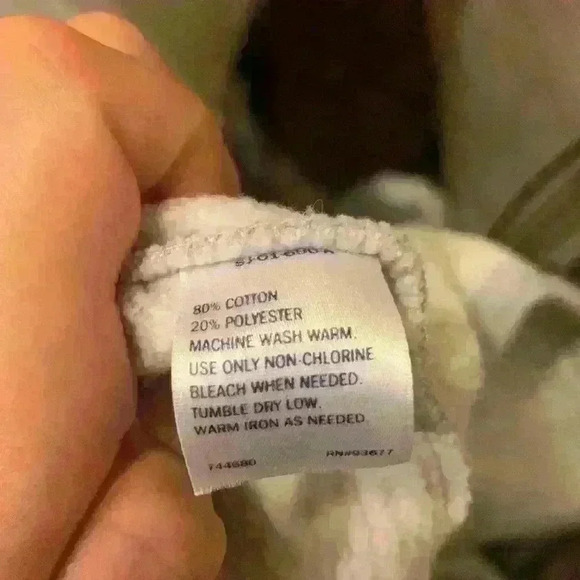 80% COTTON
20% POLYESTER
MACHINE WASH WARM.
USE ONLY NON-CHLORINE
BLEACH WHEN NEEDED.
TUMBLE DRY LOW.
WARM IRON AS NEEDED
744680 RN#93677